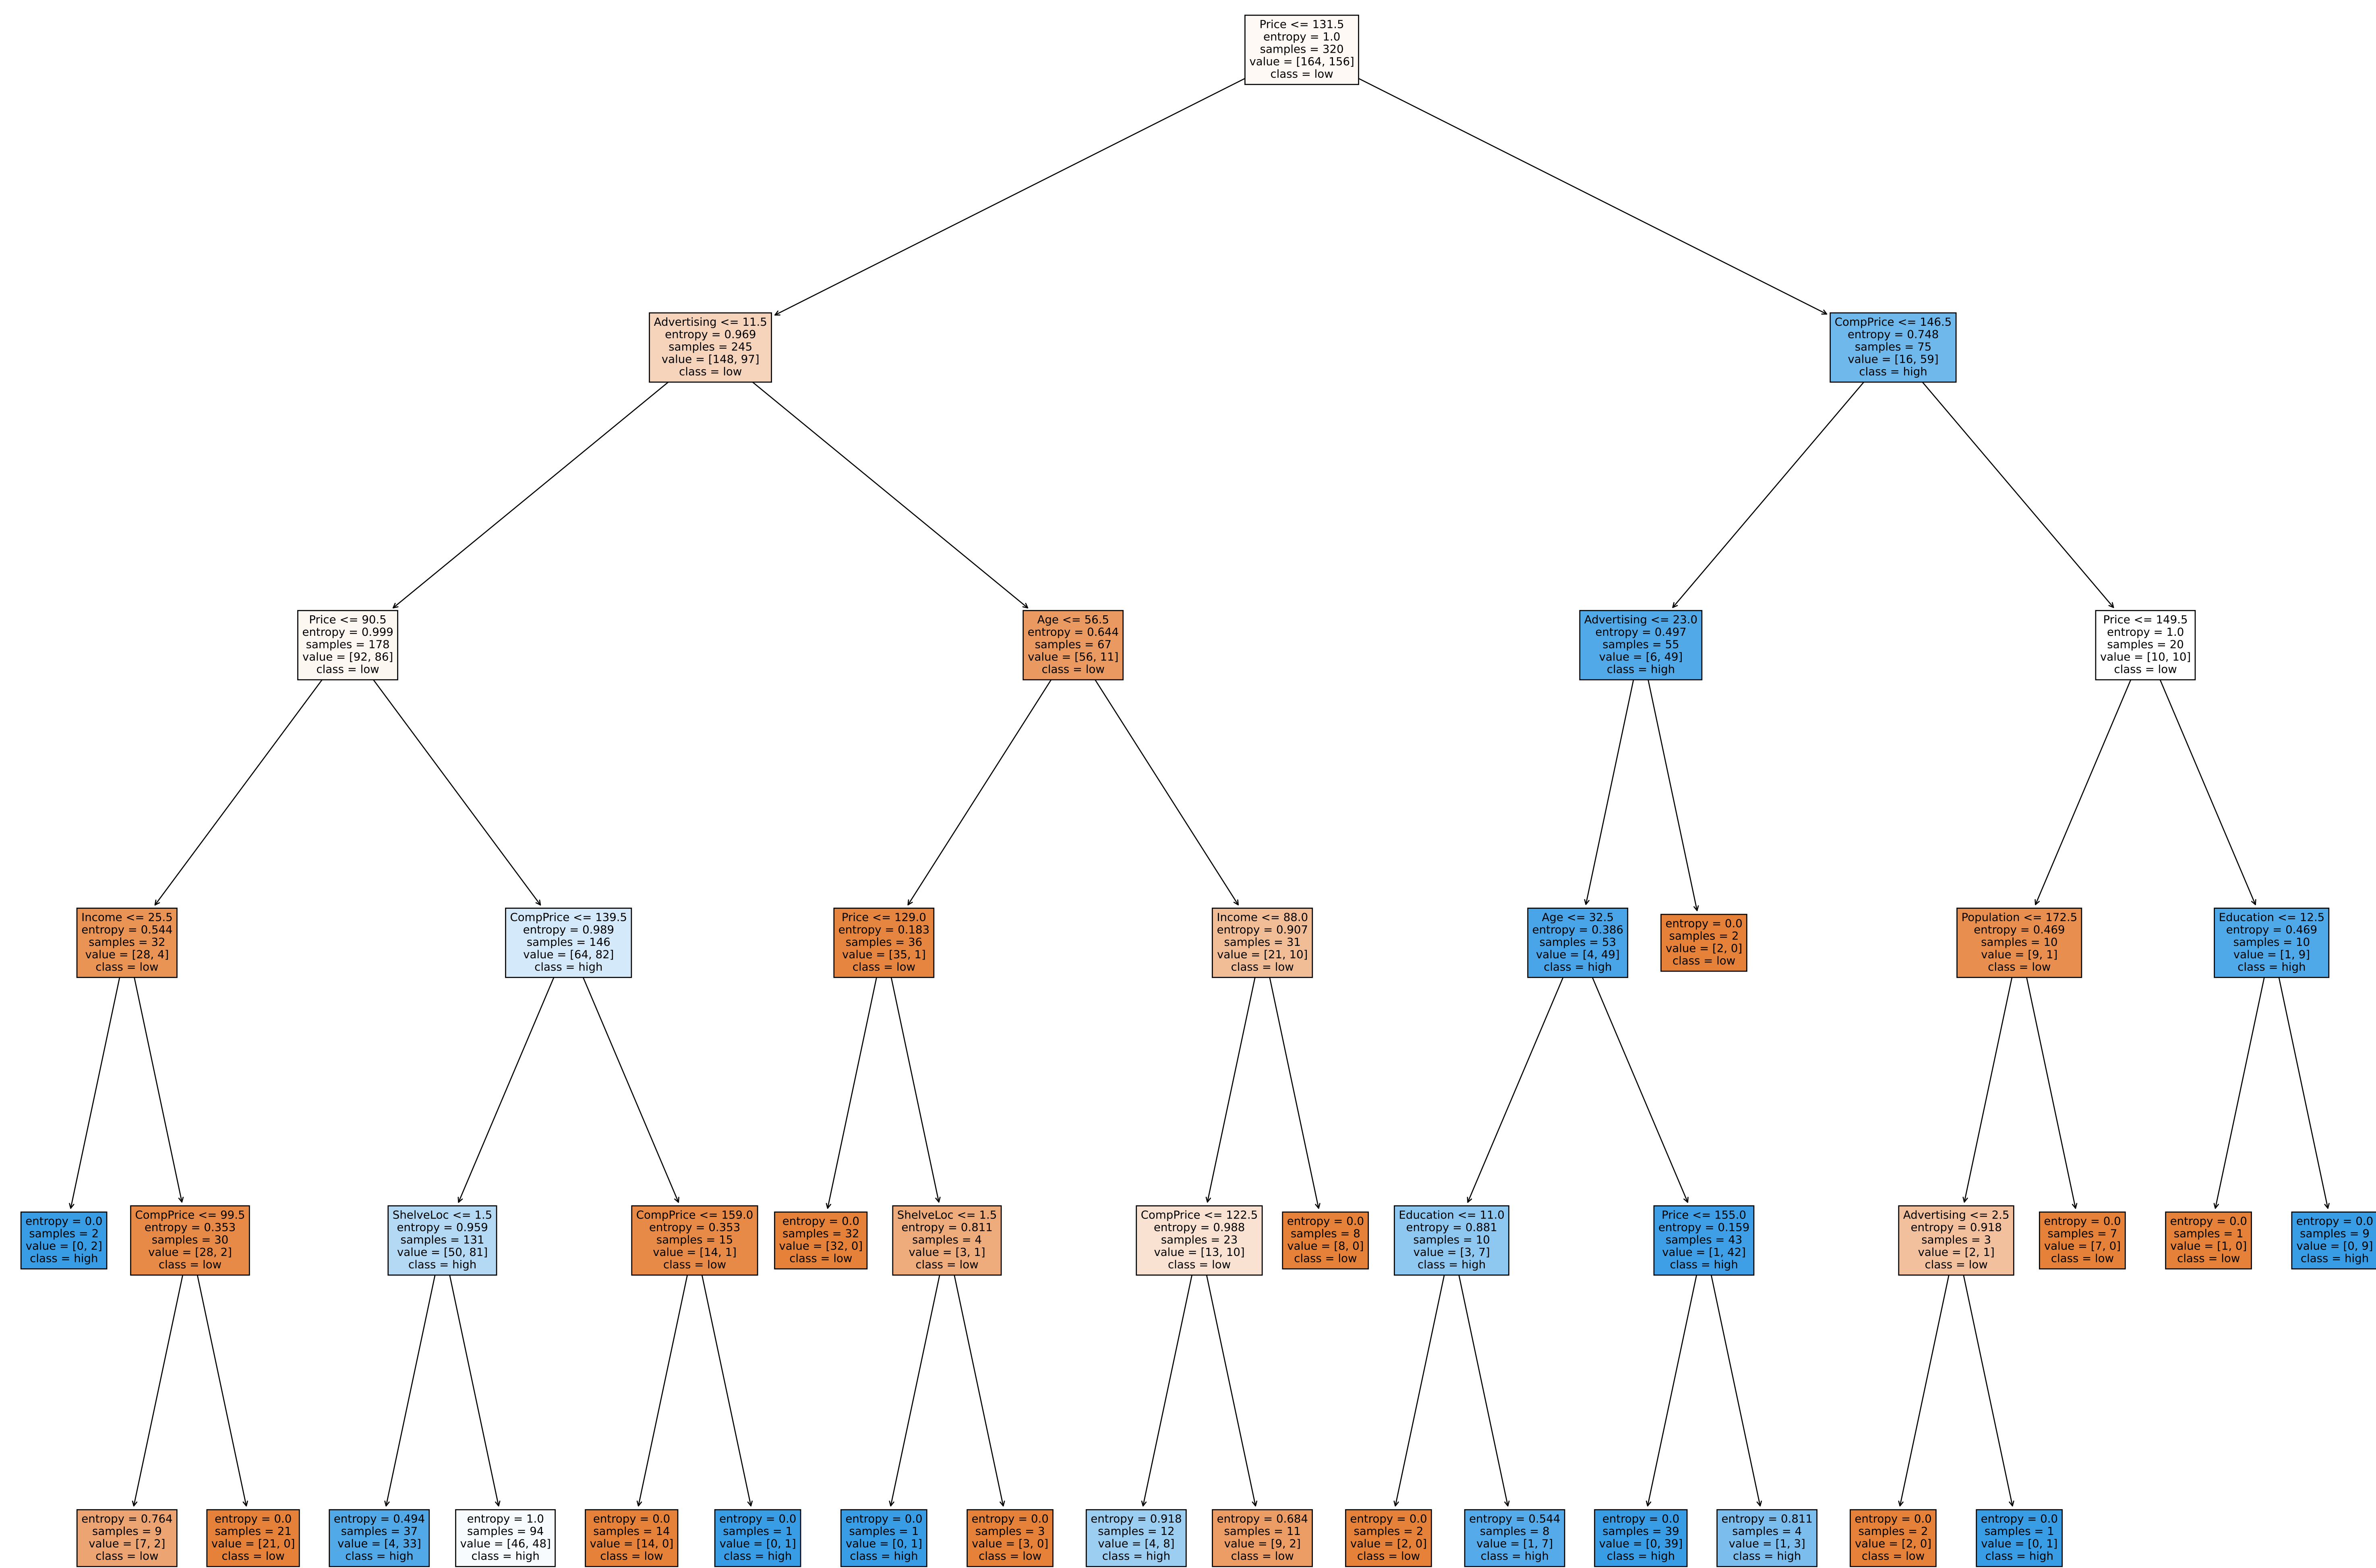 Price <= 131.5
entropy = 1.0
samples = 320
value = [164, 156]
class = low
Advertising <= 11.5
entropy = 0.969
samples = 245
value = [148, 97]
class = low
CompPrice <= 146.5
entropy = 0.748
samples = 75
value = [16, 59]
class = high
Price <= 90.5
entropy = 0.999
samples = 178
value = [92, 86]
class = low
Age <= 56.5
entropy = 0.644
samples = 67
value = [56, 11]
class = low
Advertising <= 23.0
entropy = 0.497
samples = 55
value = [6, 49]
class = high
Price <= 149.5
entropy = 1.0
samples = 20
value = [10, 10]
class = low
Income <= 25.5
entropy = 0.544
samples = 32
value = [28, 4]
class = low
CompPrice <= 139.5
entropy = 0.989
samples = 146
value = [64, 82]
class = high
Price <= 129.0
entropy = 0.183
samples = 36
value = [35, 1]
class = low
Income <= 88.0
entropy = 0.907
samples = 31
value = [21, 10]
class = low
Age <= 32.5
entropy = 0.386
samples = 53
value = [4, 49]
class = high
entropy = 0.0
samples = 2
value = [2, 0]
class = low
Population <= 172.5
entropy = 0.469
samples = 10
value = [9, 1]
class = low
Education <= 12.5
entropy = 0.469
samples = 10
value = [1, 9]
class = high
entropy = 0.0
samples = 2
value = [0, 2]
class = high
CompPrice <= 99.5
entropy = 0.353
samples = 30
value = [28, 2]
class = low
ShelveLoc <= 1.5
entropy = 0.959
samples = 131
value = [50, 81]
class = high
CompPrice <= 159.0
entropy = 0.353
samples = 15
value = [14, 1]
class = low
entropy = 0.0
samples = 32
value = [32, 0]
class = low
ShelveLoc <= 1.5
entropy = 0.811
samples = 4
value = [3, 1]
class = low
CompPrice <= 122.5
entropy = 0.988
samples = 23
value = [13, 10]
class = low
entropy = 0.0
samples = 8
value = [8, 0]
class = low
Education <= 11.0
entropy = 0.881
samples = 10
value = [3, 7]
class = high
Price <= 155.0
entropy = 0.159
samples = 43
value = [1, 42]
class = high
Advertising <= 2.5
entropy = 0.918
samples = 3
value = [2, 1]
class = low
entropy = 0.0
samples = 7
value = [7, 0]
class = low
entropy = 0.0
samples = 1
value = [1, 0]
class = low
entropy = 0.0
samples = 9
value = [0, 9]
class = high
entropy = 0.764
samples = 9
value = [7, 2]
class = low
entropy = 0.0
samples = 21
value = [21, 0]
class = low
entropy = 0.494
samples = 37
value = [4, 33]
class = high
entropy = 1.0
samples = 94
value = [46, 48]
class = high
entropy = 0.0
samples = 14
value = [14, 0]
class = low
entropy = 0.0
samples = 1
value = [0, 1]
class = high
entropy = 0.0
samples = 1
value = [0, 1]
class = high
entropy = 0.0
samples = 3
value = [3, 0]
class = low
entropy = 0.918
samples = 12
value = [4, 8]
class = high
entropy = 0.684
samples = 11
value = [9, 2]
class = low
entropy = 0.0
samples = 2
value = [2, 0]
class = low
entropy = 0.544
samples = 8
value = [1, 7]
class = high
entropy = 0.0
samples = 39
value = [0, 39]
class = high
entropy = 0.811
samples = 4
value = [1, 3]
class = high
entropy = 0.0
samples = 2
value = [2, 0]
class = low
entropy = 0.0
samples = 1
value = [0, 1]
class = high